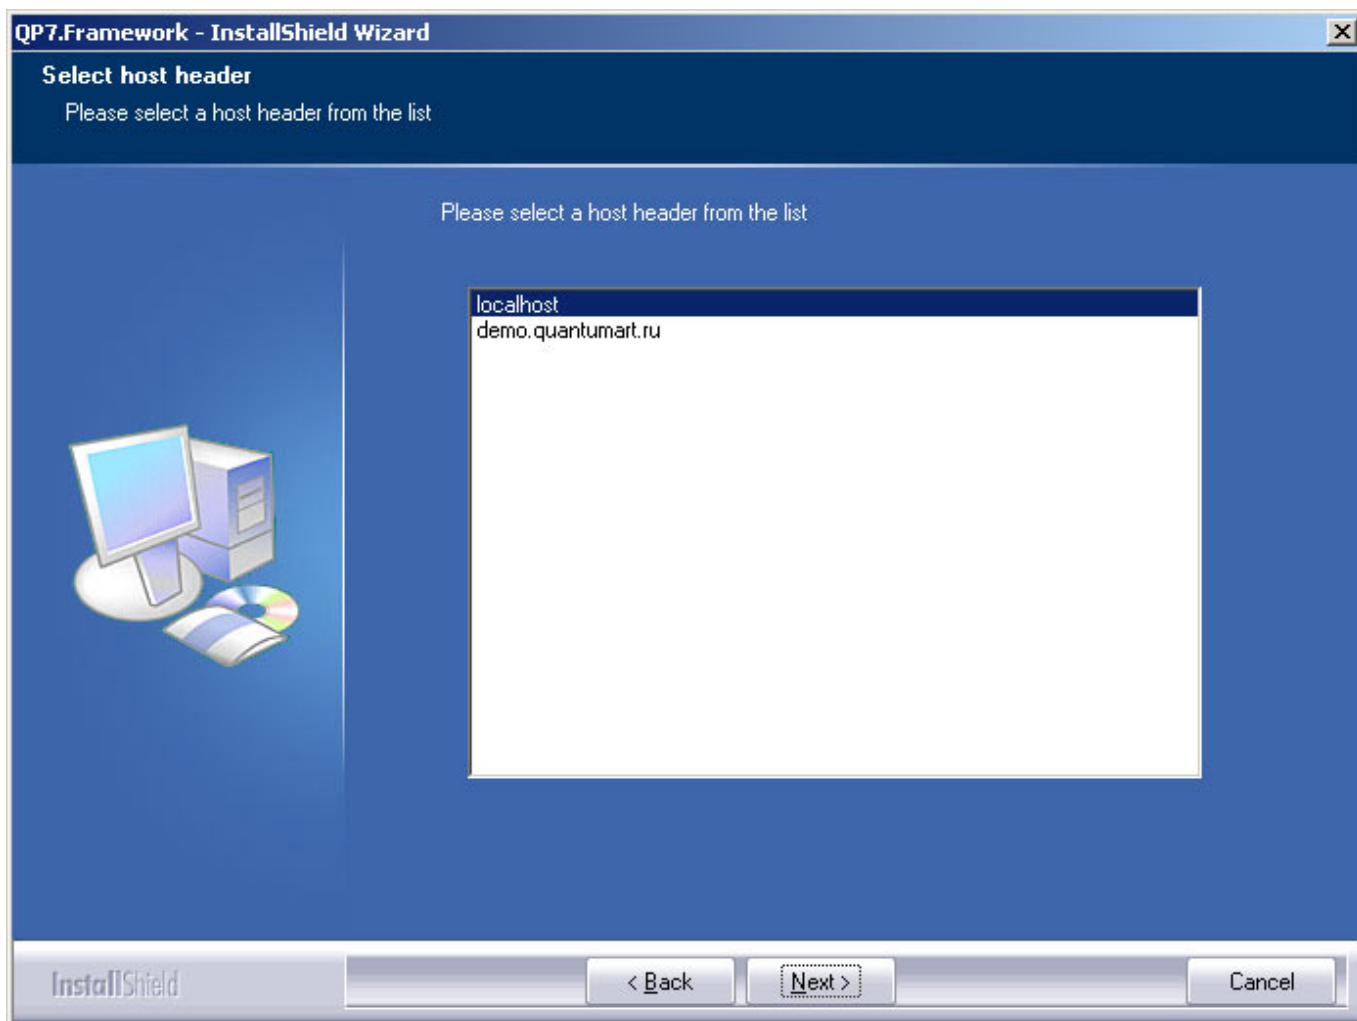 QP7.Framework - InstallShield Wizard
Select host header
Please select a host header from the list
Please select a host header from the list
localhost
demo.quantumart.ru
InstallShield
< Back
Next >
Cancel